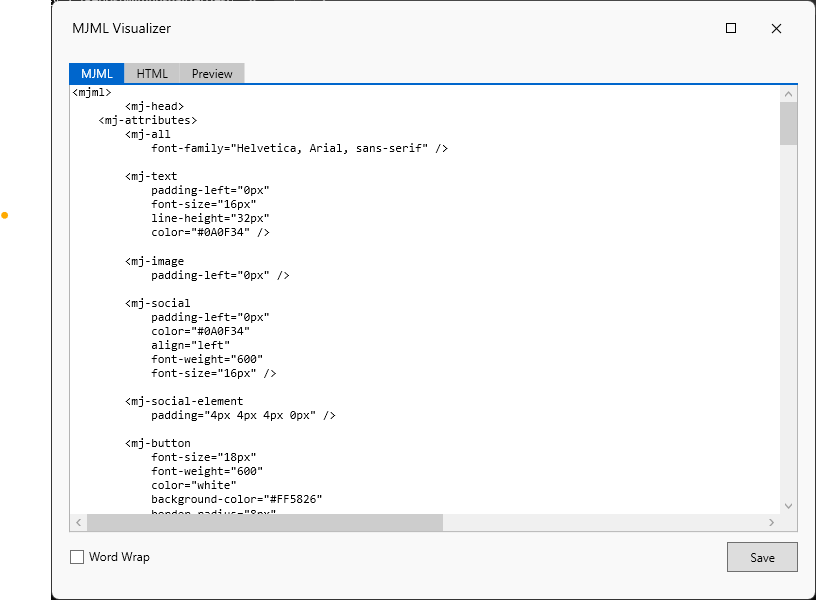 MJML Visualizer
MJML HTML Preview
<mjml>
<mj-head>
<mj-attributes>
<mj-all
font-family="Helvetica, Arial, sans-serif" />
<mj-text
padding-left="0px"
font-size="16px"
line-height="32px"
color="#0A0F34" />
<mj-image
padding-left="0px" />
<mj-social
padding-left="0px"
color="#0A0F34"
align="left"
font-weight="600"
font-size="16px" />
<mj-social-element
padding="4px 4px 4px 0px" />
<mj-button
font-size="18px"
font-weight="600"
color="white"
background-color="#FF5826"
border-radius="8px"
Word Wrap
Save